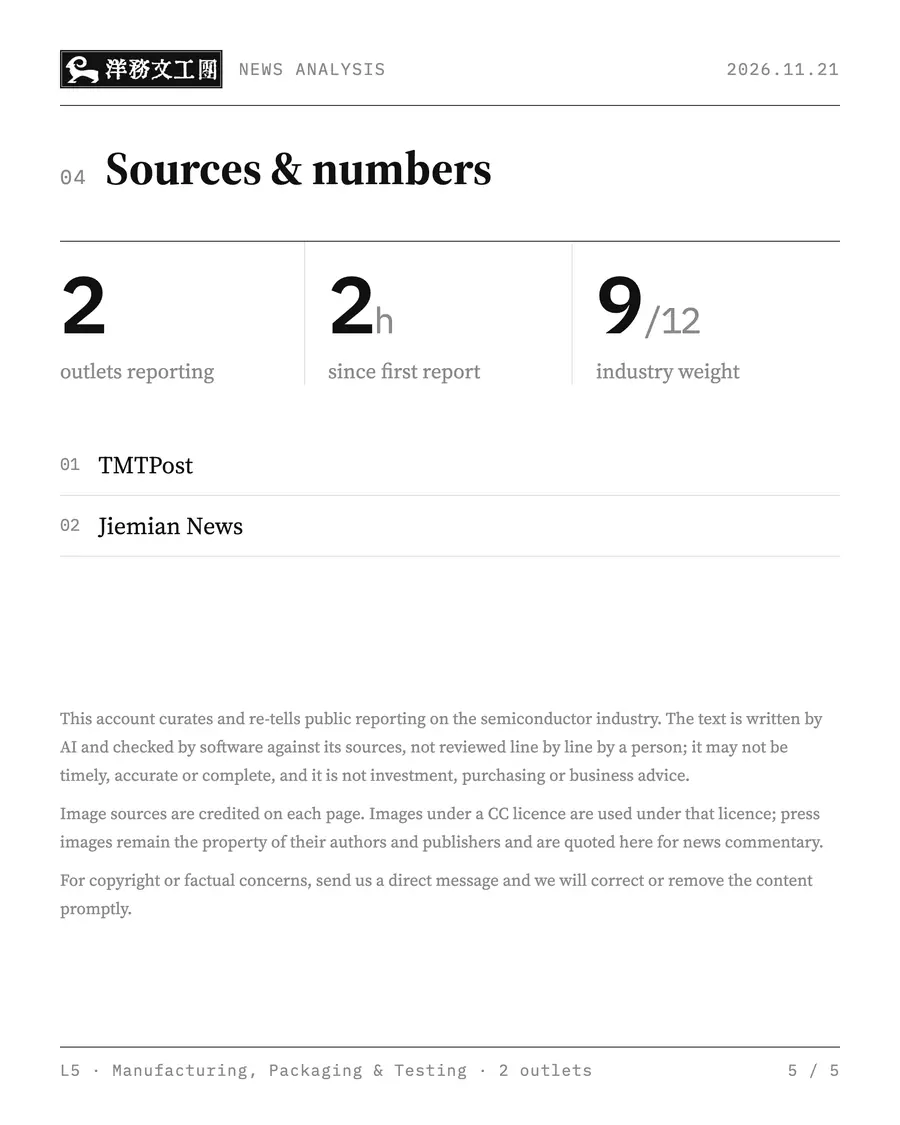 洋務文工團 NEWS ANALYSIS 2026.11.21
04 Sources & numbers
2 2h 9/12
outlets reporting since first report industry weight
01 TMTPost
02 Jiemian News
This account curates and re-tells public reporting on the semiconductor industry. The text is written by
AI and checked by software against its sources, not reviewed line by line by a person; it may not be
timely, accurate or complete, and it is not investment, purchasing or business advice.
Image sources are credited on each page. Images under a CC licence are used under that licence; press
images remain the property of their authors and publishers and are quoted here for news commentary.
For copyright or factual concerns, send us a direct message and we will correct or remove the content
promptly.
L5 · Manufacturing, Packaging & Testing · 2 outlets 5 / 5